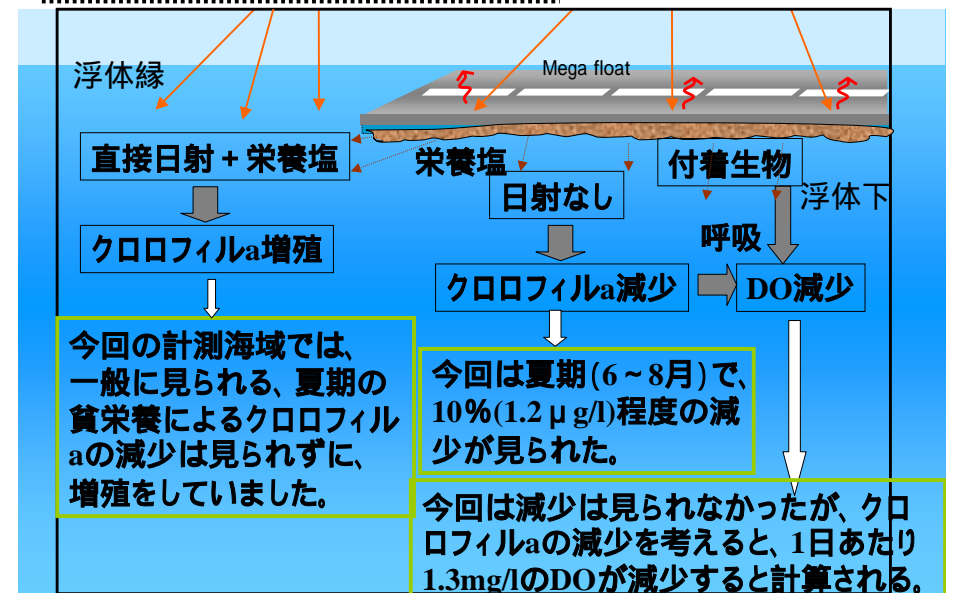 浮体縁
Mega float
直接日射 + 栄養塩
栄養塩
付着生物
日射なし
浮体下
呼吸
クロロフィルa増殖
クロロフィルa減少
DO減少
今回の計測海域では、
一般に見られる、夏期の
貧栄養によるクロロフィル
aの減少は見られずに、
増殖をしていました。
今回は夏期(6~8月)で、
10%(1.2μg/l)程度の減
少が見られた。
今回は減少は見られなかったが、クロ
ロフィルaの減少を考えると、1日あたり
1.3mg/lのDOが減少すると計算される。